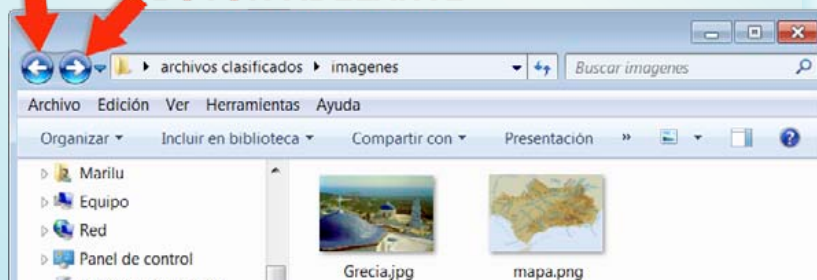 archivos clasificados imagenes Buscar imagenes
Archivo Edición Ver Herramientas Ayuda
Organizar Incluir en biblioteca Compartir con Presentación »
Marilu
Equipo
Red
Panel de control
Grecia.jpg mapa.png